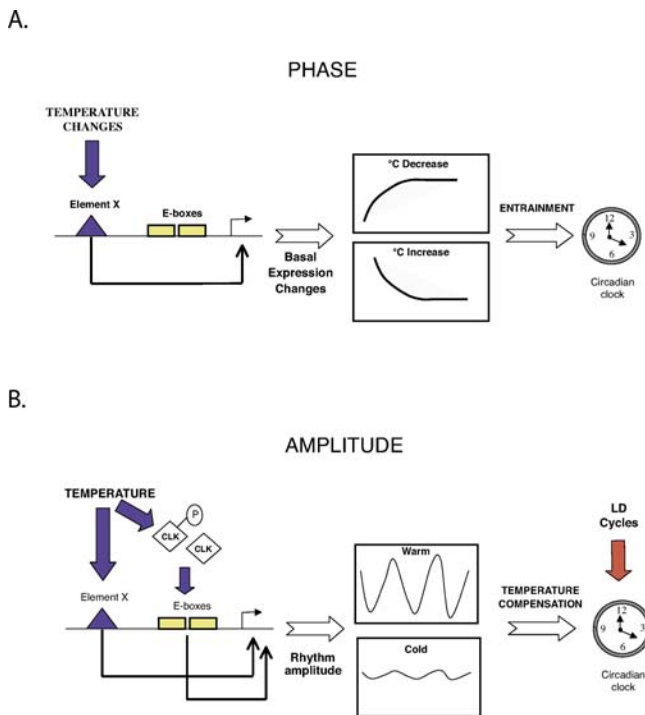 A.
PHASE
TEMPERATURE
CHANGES
Element X
E-boxes
Basal
Expression
Changes
°C Decrease
°C Increase
ENTRAINMENT
12
9
3
6
Circadian
clock
B.
AMPLITUDE
TEMPERATURE
P
CLK
CLK
Element X
E-boxes
Rhythm
amplitude
Warm
Cold
TEMPERATURE
COMPENSATION
LD
Cycles
12
9
3
6
Circadian
clock